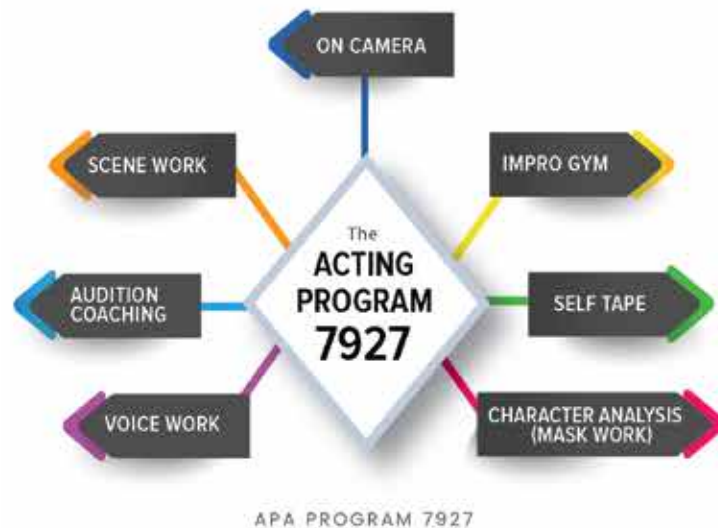 ON CAMERA
SCENE WORK
IMPRO GYM
The
ACTING
PROGRAM
7927
AUDITION
COACHING
SELF TAPE
VOICE WORK
CHARACTER ANALYSIS
(MASK WORK)
APA PROGRAM 7927